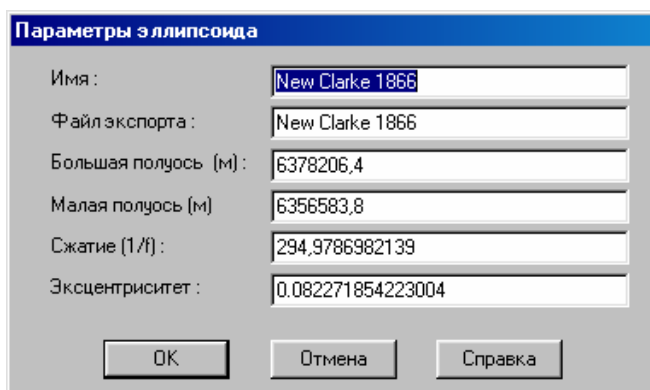 Параметры эллипсоида
Имя : New Clarke 1866
Файл экспорта : New Clarke 1866
Большая полуось (м) : 6378206,4
Малая полуось (м) 6356583,8
Сжатие (1/f) : 294,9786982139
Эксцентриситет : 0.082271854223004
OK Отмена Справка